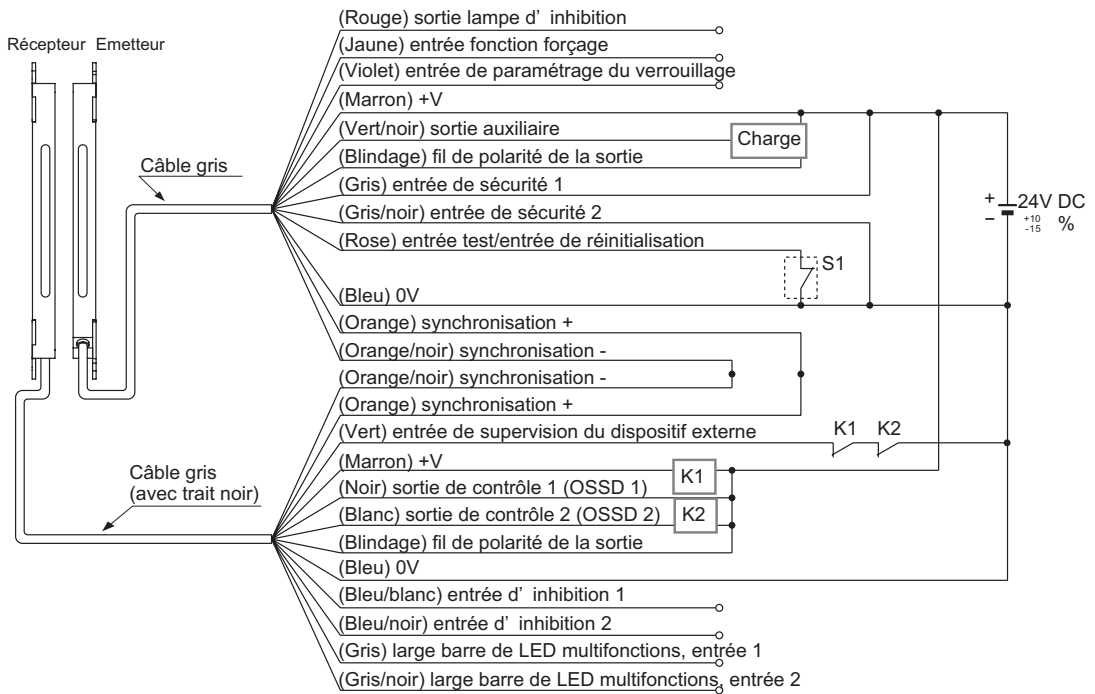 Récepteur Emetteur
(Rouge) sortie lampe d' inhibition
(Jaune) entrée fonction forçage
(Violet) entrée de paramétrage du verrouillage
(Marron) +V
(Vert/noir) sortie auxiliaire
Charge
(Blindage) fil de polarité de la sortie
Câble gris
(Gris) entrée de sécurité 1
(Gris/noir) entrée de sécurité 2
(Rose) entrée test/entrée de réinitialisation
S1
+
−
24V DC
+10
-15 %
(Bleu) 0V
(Orange) synchronisation +
(Orange/noir) synchronisation -
(Orange/noir) synchronisation -
(Orange) synchronisation +
(Vert) entrée de supervision du dispositif externe
K1 K2
Câble gris
(avec trait noir)
(Marron) +V
K1
(Noir) sortie de contrôle 1 (OSSD 1)
(Blanc) sortie de contrôle 2 (OSSD 2)
K2
(Blindage) fil de polarité de la sortie
(Bleu) 0V
(Bleu/blanc) entrée d' inhibition 1
(Bleu/noir) entrée d' inhibition 2
(Gris) large barre de LED multifonctions, entrée 1
(Gris/noir) large barre de LED multifonctions, entrée 2